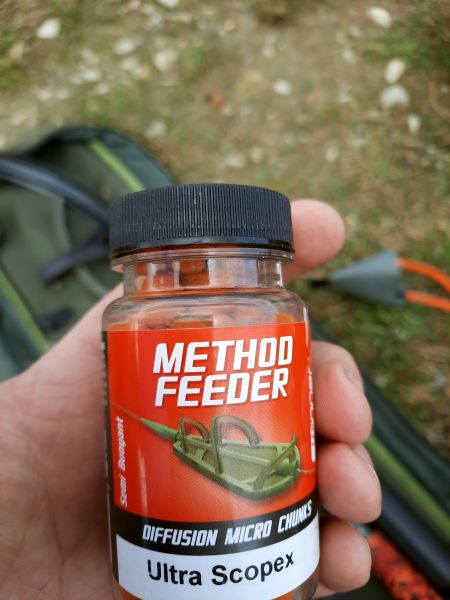 METHOD
FEEDER
Semi Buoyant
DIFFUSION MICRO CHUNKS
Ultra Scopex